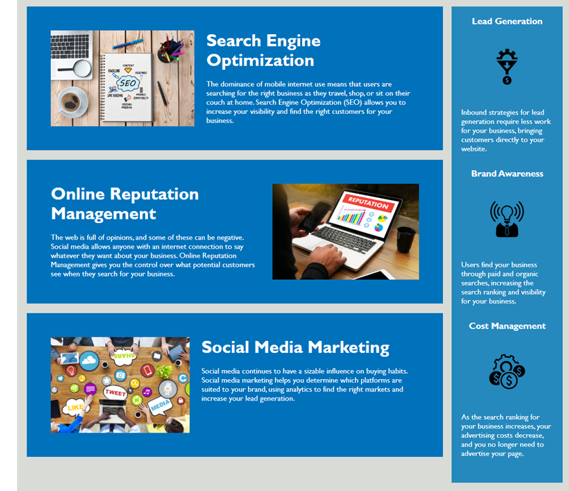 Search Engine
Optimization
The dominance of mobile internet use means that users are
searching for the right business as they travel, shop, or sit on their
couch at home. Search Engine Optimization (SEO) allows you to
increase your visibility and find the right customers for your
business.
SEO
Online Reputation
Management
The web is full of opinions, and some of these can be negative.
Social media allows anyone with an internet connection to say
whatever they want about your business. Online Reputation
Management gives you the control over what potential customers
see when they search for your business.
REPUTATION
Social Media Marketing
Social media continues to have a sizable influence on buying habits.
Social media marketing helps you determine which platforms are
suited to your brand, using analytics to find the right markets and
increase your lead generation.
TWEET
LIKE
MEDIA
Lead Generation
Inbound strategies for lead
generation require less work
for your business, bringing
customers directly to your
website.
Brand Awareness
Users find your business
through paid and organic
searches, increasing the
search ranking and visibility
for your business.
Cost Management
As the search ranking for
your business increases, your
advertising costs decrease,
and you no longer need to
advertise your page.